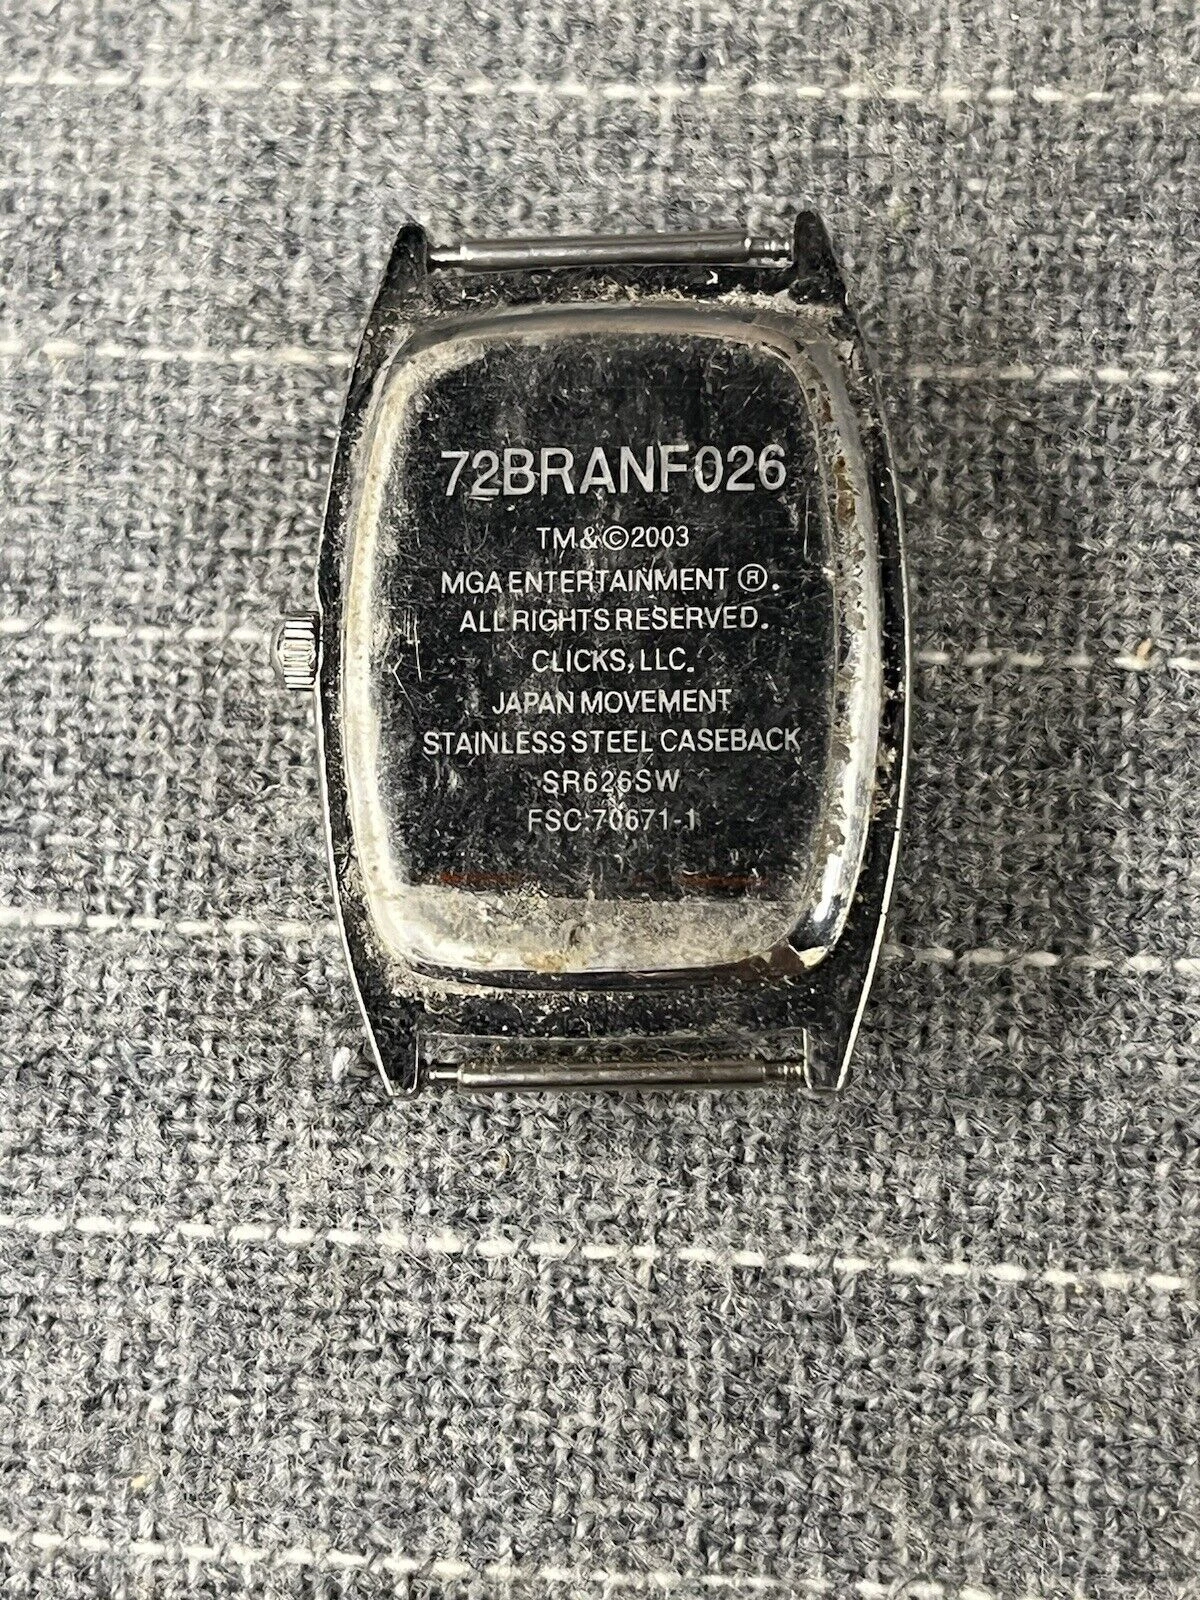 72BRANF026
TM&©2003
MGA ENTERTAINMENT ®.
ALL RIGHTS RESERVED.
CLICKS, LLC.
JAPAN MOVEMENT
STAINLESS STEEL CASEBACK
SR626SW
FSC:70671-1